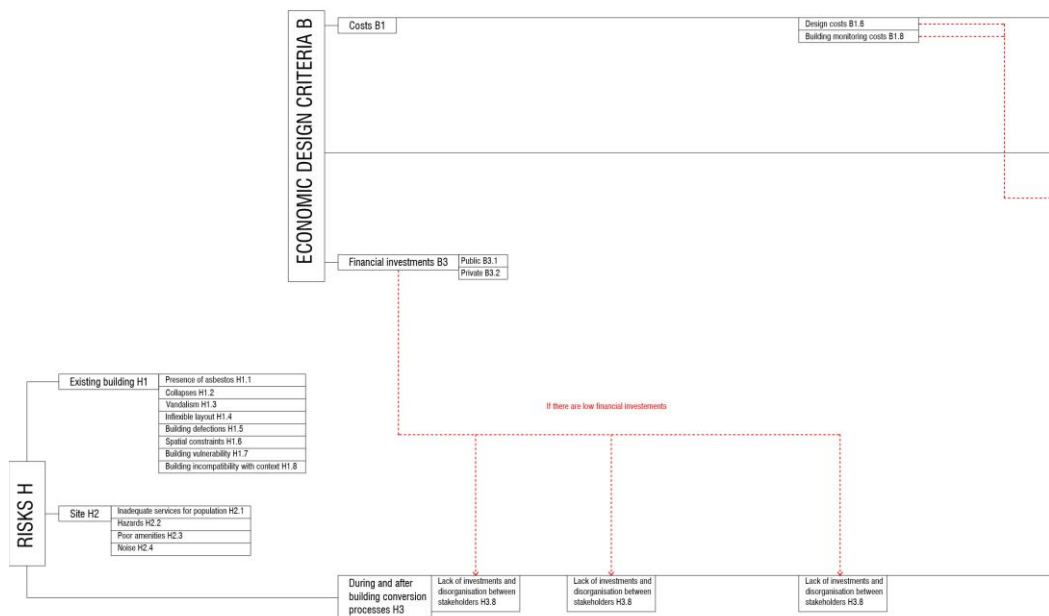 ECONOMIC DESIGN CRITERIA B
Costs B1
Design costs B1.6
Building monitoring costs B1.8
Financial investments B3
Public B3.1
Private B3.2
If there are low financial investements
RISKS H
Existing building H1
Presence of asbestos H1.1
Collapses H1.2
Vandalism H1.3
Inflexible layout H1.4
Building defections H1.5
Spatial constraints H1.6
Building vulnerability H1.7
Building incompatibility with context H1.8
Site H2
Inadequate services for population H2.1
Hazards H2.2
Poor amenities H2.3
Noise H2.4
During and after
building conversion
processes H3
Lack of investments and
disorganisation between
stakeholders H3.8
Lack of investments and
disorganisation between
stakeholders H3.8
Lack of investments and
disorganisation between
stakeholders H3.8